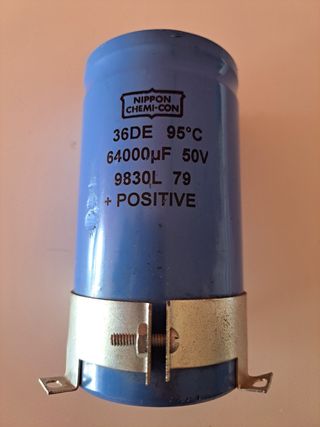 NIPPON
CHEMI-CON
36DE 95°C
64000µF 50V
9830L 79
+ POSITIVE